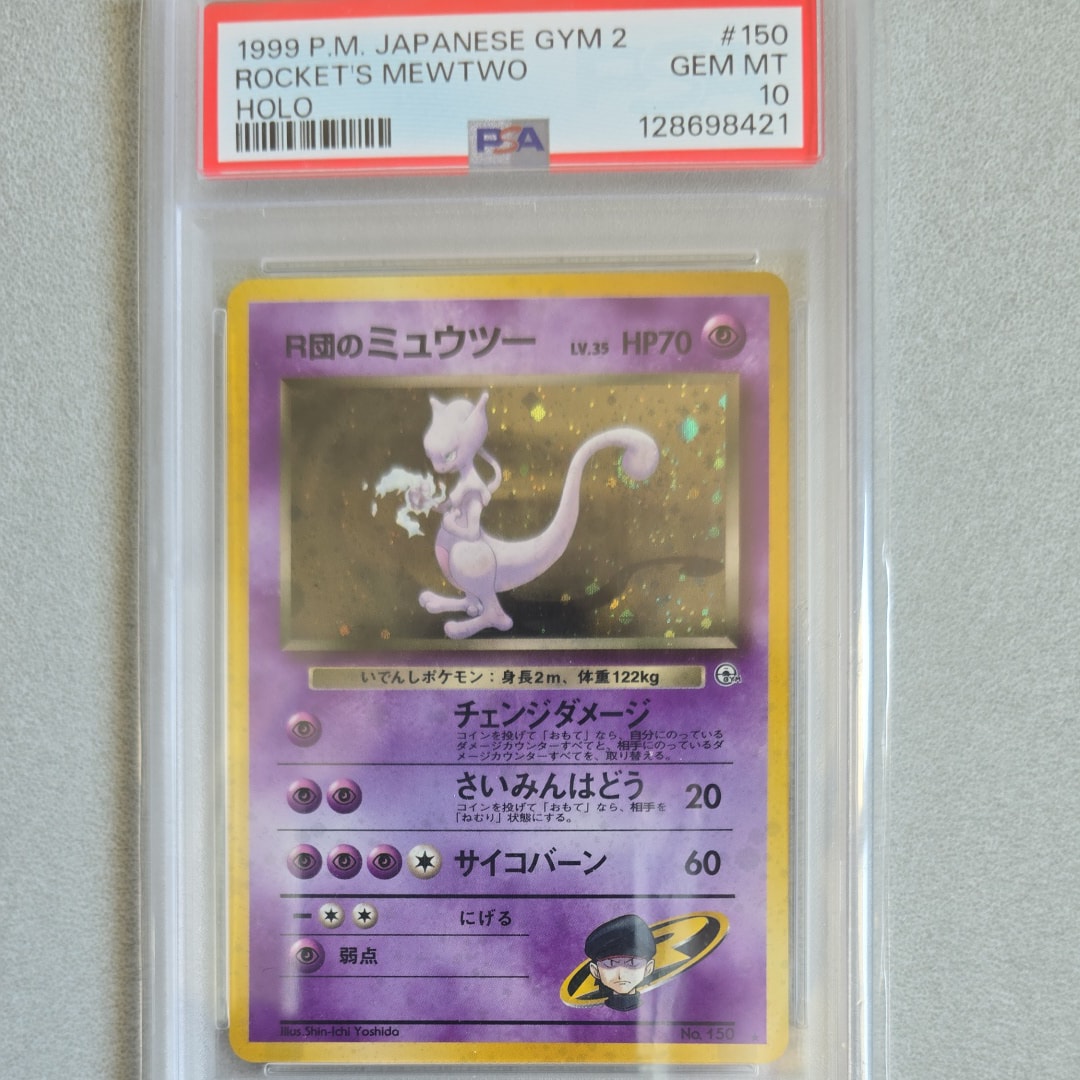 1999 P.M. JAPANESE GYM 2 #150
ROCKET'S MEWTWO GEM MT
HOLO 10
PSA 128698421
R団のミュウツー LV.35 HP70
いでんしポケモン:身長2m、体重122kg
GYM
チェンジダメージ
コインを投げて「おもて」なら、自分にのっている
ダメージカウンターすべてと、相手にのっているダ
メージカウンターすべてを、取り替える。
さいみんはどう 20
コインを投げて「おもて」なら、相手を
「ねむり」状態にする。
サイコバーン 60
にげる
弱点
R
Illus.Shin-Ichi Yoshida No.150